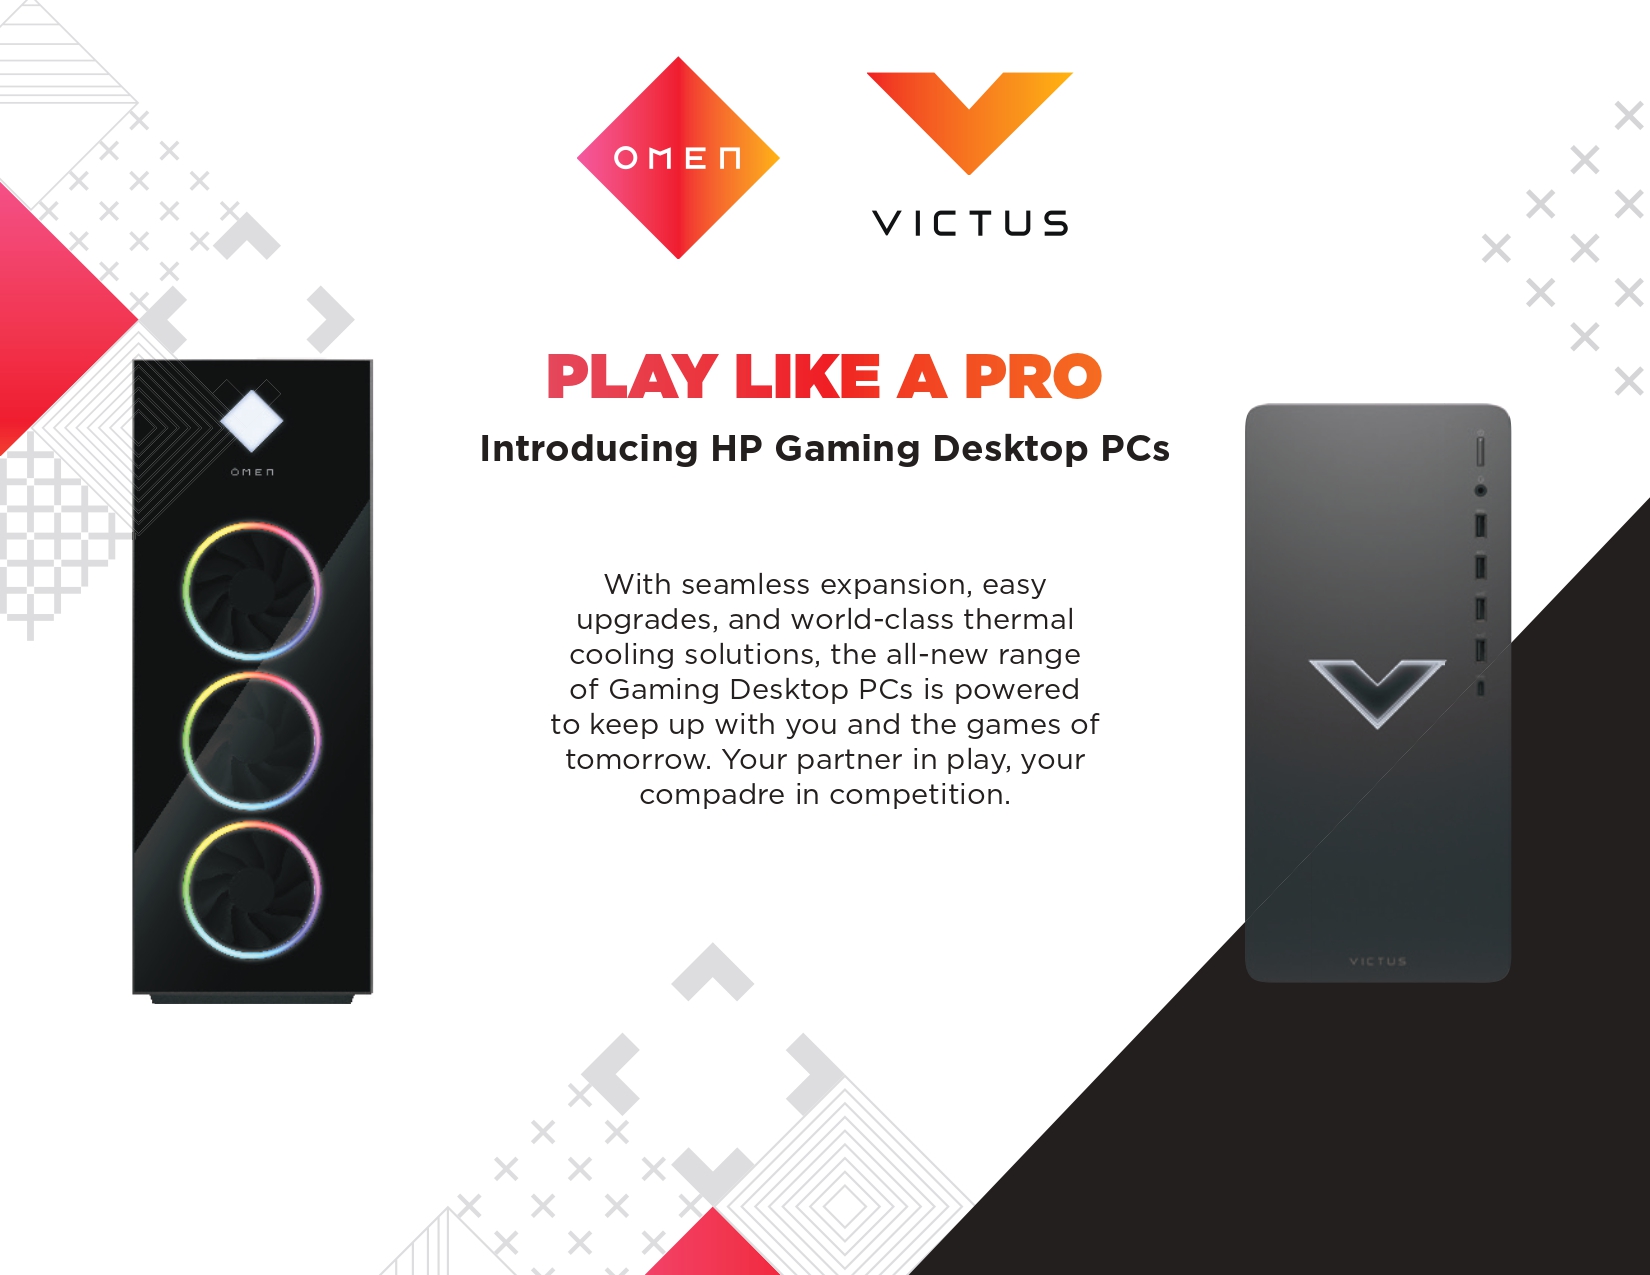 OMEN
VICTUS
PLAY LIKE A PRO
Introducing HP Gaming Desktop PCs
OMEN
With seamless expansion, easy
upgrades, and world-class thermal
cooling solutions, the all-new range
of Gaming Desktop PCs is powered
to keep up with you and the games of
tomorrow. Your partner in play, your
compadre in competition.
VICTUS